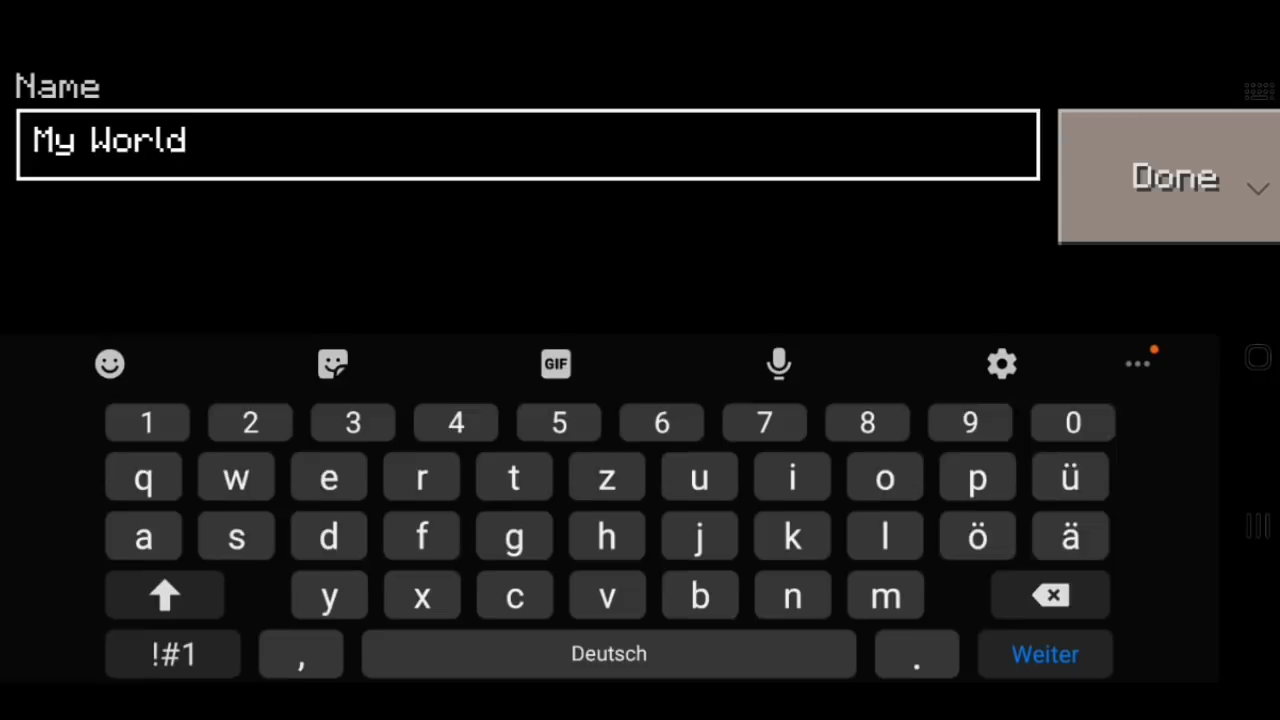 Name
My World
Done
GIF
1 2 3 4 5 6 7 8 9 0
q w e r t z u i o p ü
a s d f g h j k l ö ä
y x c v b n m
!#1 , Deutsch . Weiter